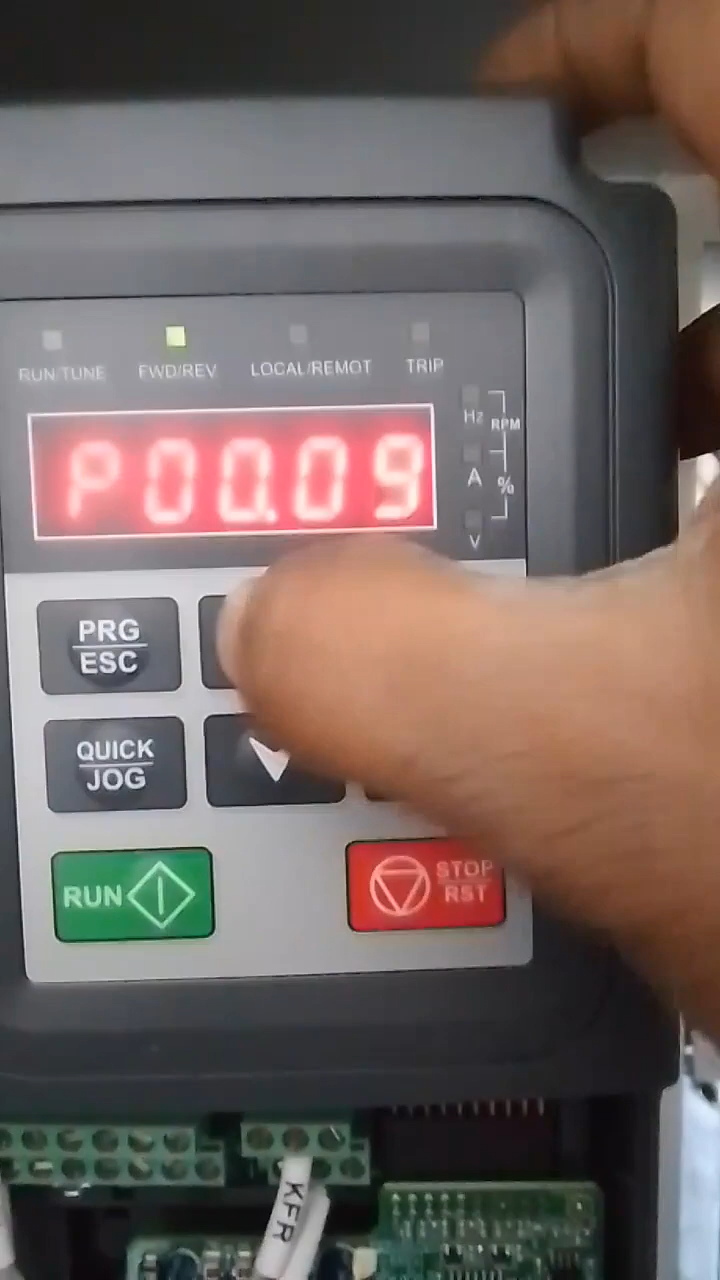 RUN/TUNE FWD/REV LOCAL/REMOT TRIP
Hz RPM
A %
V
P00.09
PRG
ESC
QUICK
JOG
RUN
STOP
RST
KFR